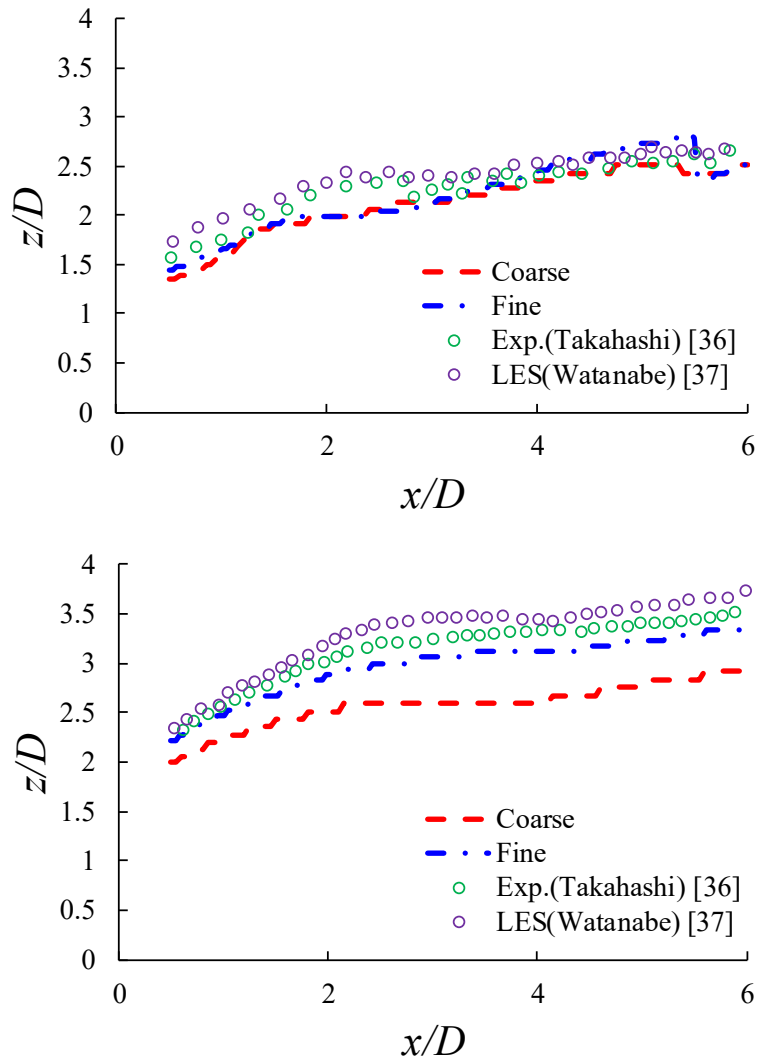 4
3.5
3
2.5
2
1.5
1
0.5
0
z/D
Coarse
Fine
Exp.(Takahashi) [36]
LES(Watanabe) [37]
0 2 4 6
x/D
4
3.5
3
2.5
2
1.5
1
0.5
0
z/D
Coarse
Fine
Exp.(Takahashi) [36]
LES(Watanabe) [37]
0 2 4 6
x/D